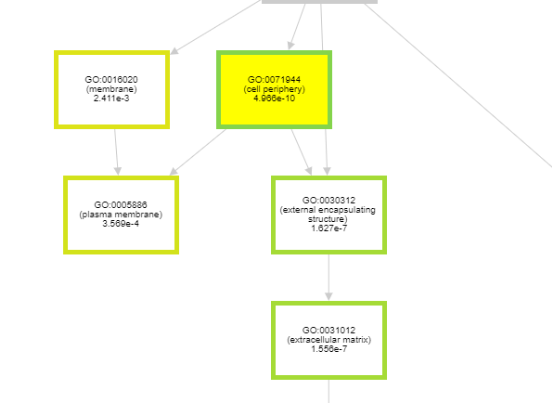 GO:0016020
(membrane)
2.411e-3
GO:0071944
(cell periphery)
4.966e-10
GO:0005886
(plasma membrane)
3.569e-4
GO:0030312
(external encapsulating
structure)
1.627e-7
GO:0031012
(extracellular matrix)
1.556e-7